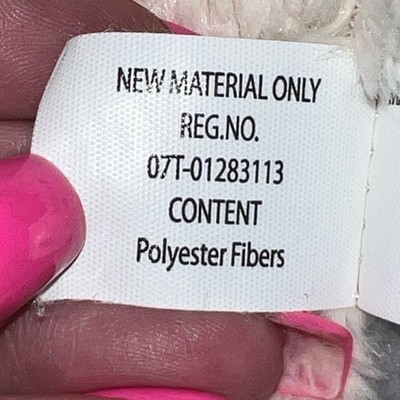 NEW MATERIAL ONLY
REG.NO.
07T-01283113
CONTENT
Polyester Fibers